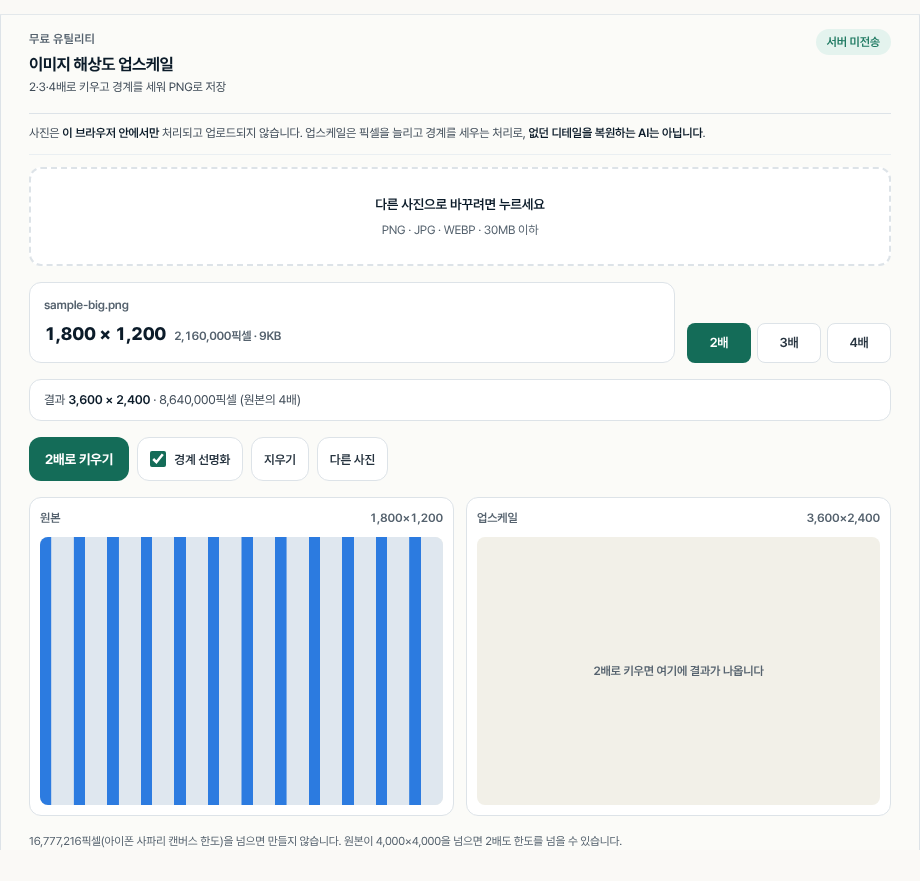 무료 유틸리티
서버 미전송
이미지 해상도 업스케일
2·3·4배로 키우고 경계를 세워 PNG로 저장
사진은 이 브라우저 안에서만 처리되고 업로드되지 않습니다. 업스케일은 픽셀을 늘리고 경계를 세우는 처리로, 없던 디테일을 복원하는 AI는 아닙니다.
다른 사진으로 바꾸려면 누르세요
PNG · JPG · WEBP · 30MB 이하
sample-big.png
1,800 × 1,200 2,160,000픽셀 · 9KB
2배 3배 4배
결과 3,600 × 2,400 · 8,640,000픽셀 (원본의 4배)
2배로 키우기 경계 선명화 지우기 다른 사진
원본 1,800×1,200
업스케일 3,600×2,400
2배로 키우면 여기에 결과가 나옵니다
16,777,216픽셀(아이폰 사파리 캔버스 한도)을 넘으면 만들지 않습니다. 원본이 4,000×4,000을 넘으면 2배도 한도를 넘을 수 있습니다.